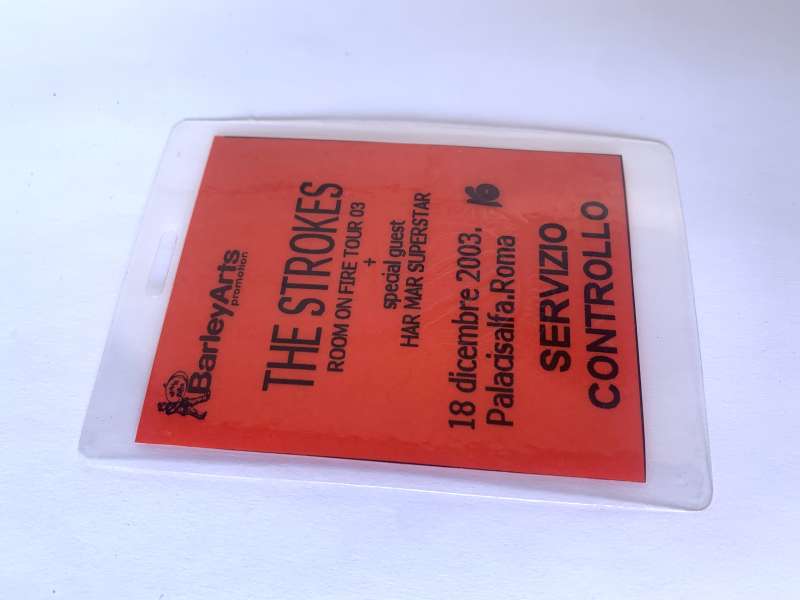 BarleyArts
promotion
THE STROKES
ROOM ON FIRE TOUR 03
+
special guest
HAR MAR SUPERSTAR
18 dicembre 2003. 16
Palacisalfa.Roma
SERVIZIO
CONTROLLO